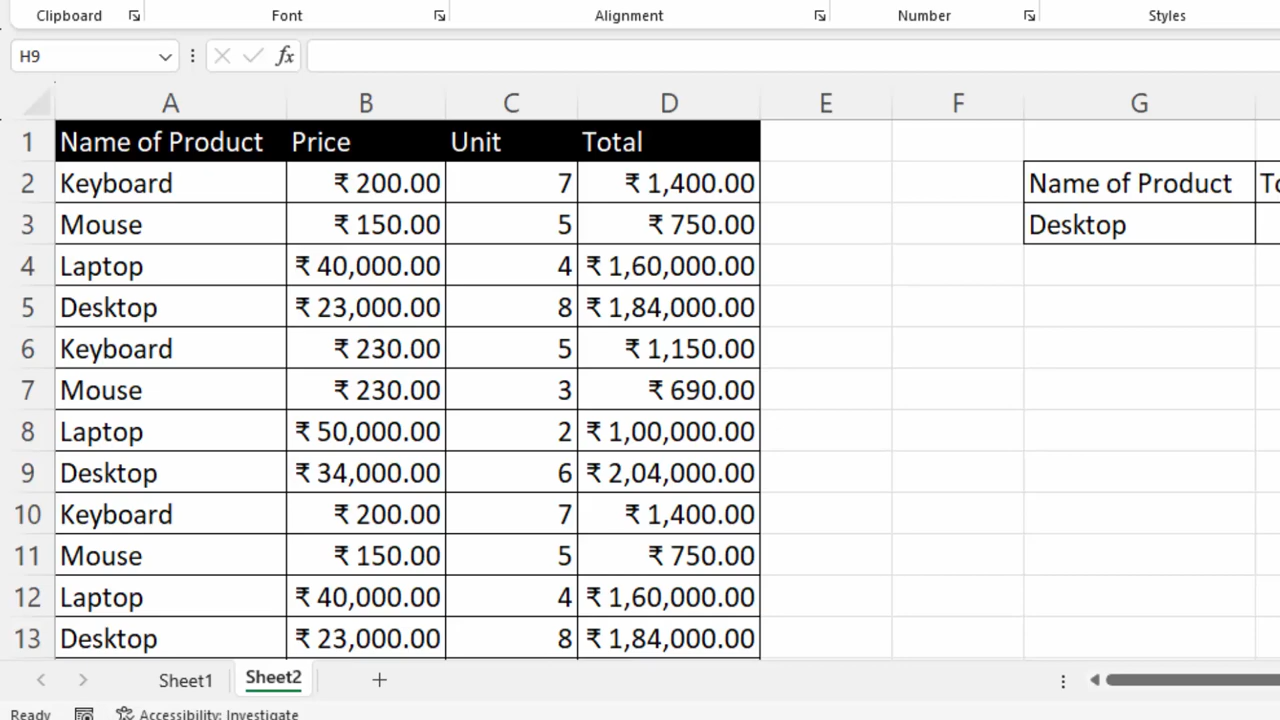 Clipboard Font Alignment Number Styles
H9 fx
A B C D E F G
1 Name of Product Price Unit Total
2 Keyboard ₹ 200.00 7 ₹ 1,400.00 Name of Product
3 Mouse ₹ 150.00 5 ₹ 750.00 Desktop
4 Laptop ₹ 40,000.00 4 ₹ 1,60,000.00
5 Desktop ₹ 23,000.00 8 ₹ 1,84,000.00
6 Keyboard ₹ 230.00 5 ₹ 1,150.00
7 Mouse ₹ 230.00 3 ₹ 690.00
8 Laptop ₹ 50,000.00 2 ₹ 1,00,000.00
9 Desktop ₹ 34,000.00 6 ₹ 2,04,000.00
10 Keyboard ₹ 200.00 7 ₹ 1,400.00
11 Mouse ₹ 150.00 5 ₹ 750.00
12 Laptop ₹ 40,000.00 4 ₹ 1,60,000.00
13 Desktop ₹ 23,000.00 8 ₹ 1,84,000.00
Sheet1 Sheet2
Ready Accessibility: Investigate